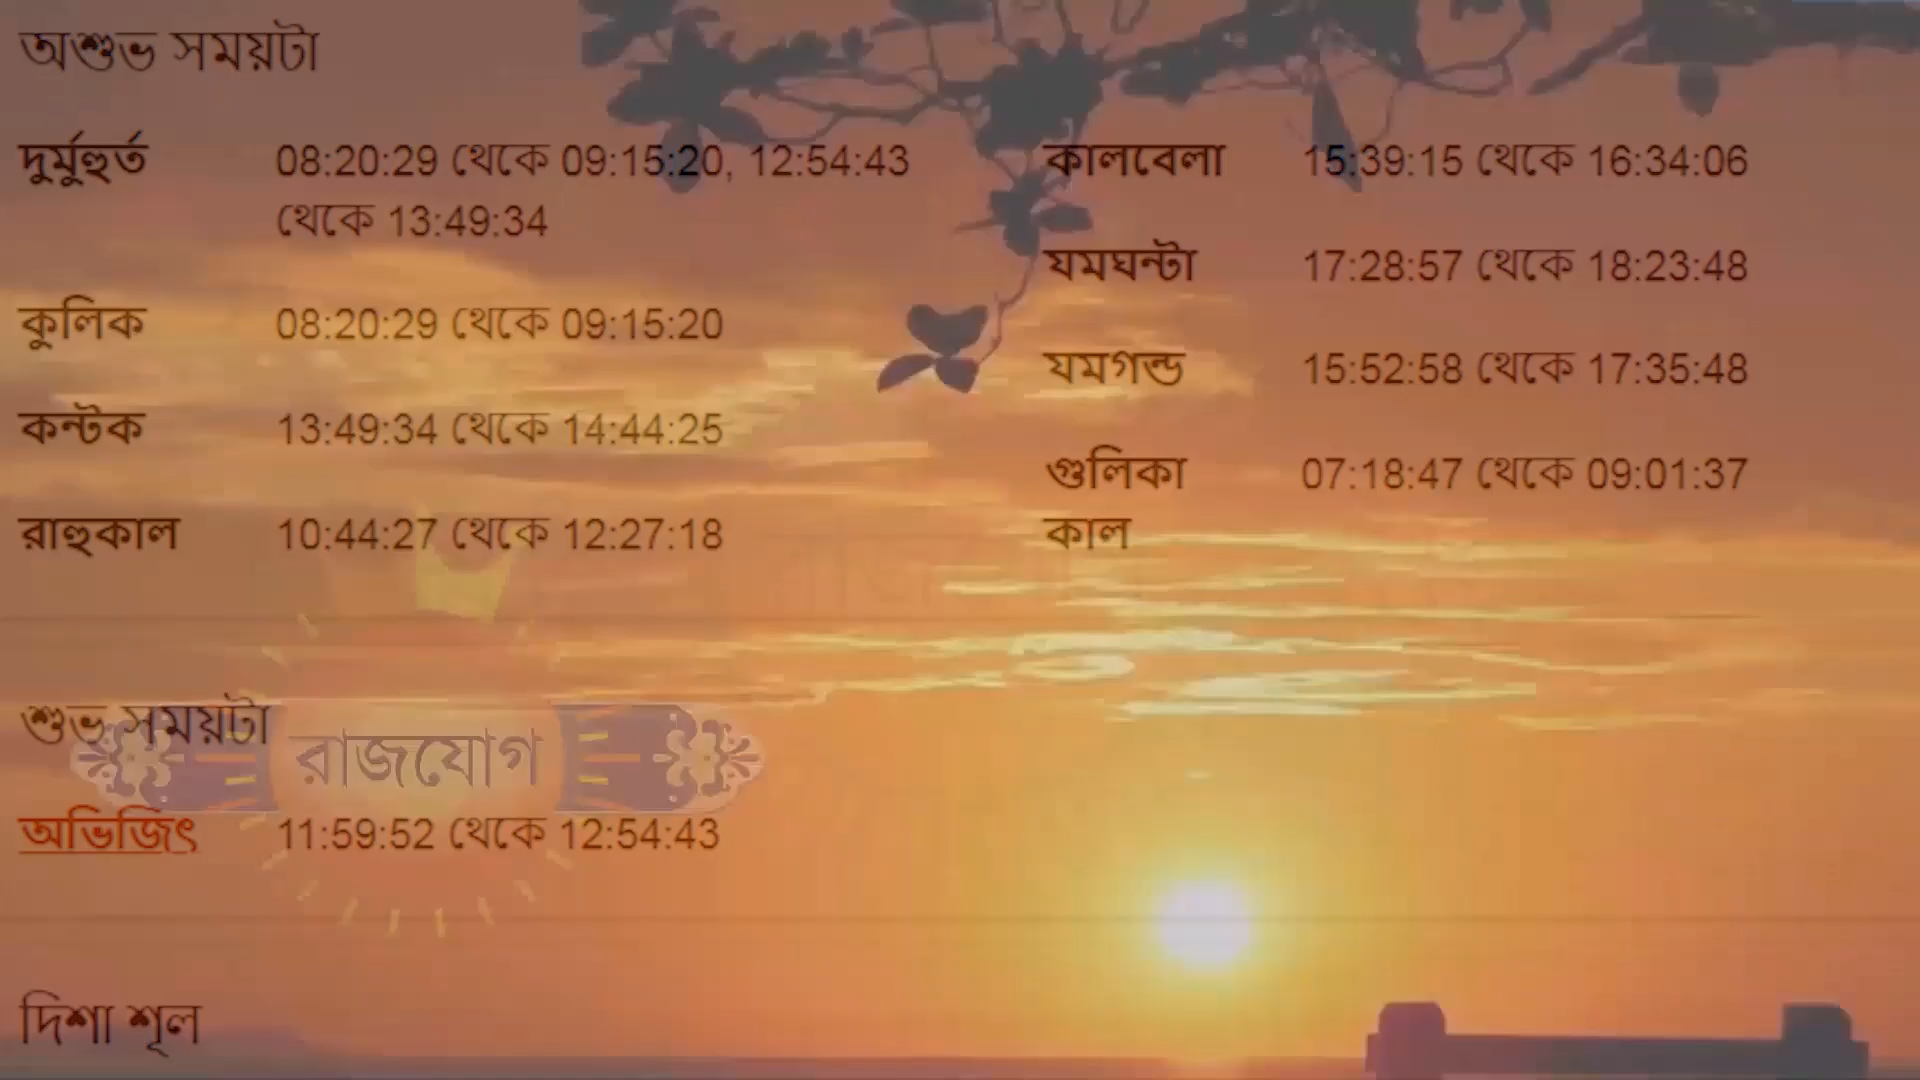 অশুভ সময়টা
দুর্মুহুর্ত 08:20:29 থেকে 09:15:20, 12:54:43
থেকে 13:49:34
কুলিক 08:20:29 থেকে 09:15:20
কন্টক 13:49:34 থেকে 14:44:25
রাহুকাল 10:44:27 থেকে 12:27:18
কালবেলা 15:39:15 থেকে 16:34:06
যমঘন্টা 17:28:57 থেকে 18:23:48
যমগন্ড 15:52:58 থেকে 17:35:48
গুলিকা 07:18:47 থেকে 09:01:37
কাল
শুভ সময়টা
রাজযোগ
অভিজিৎ 11:59:52 থেকে 12:54:43
দিশা শূল